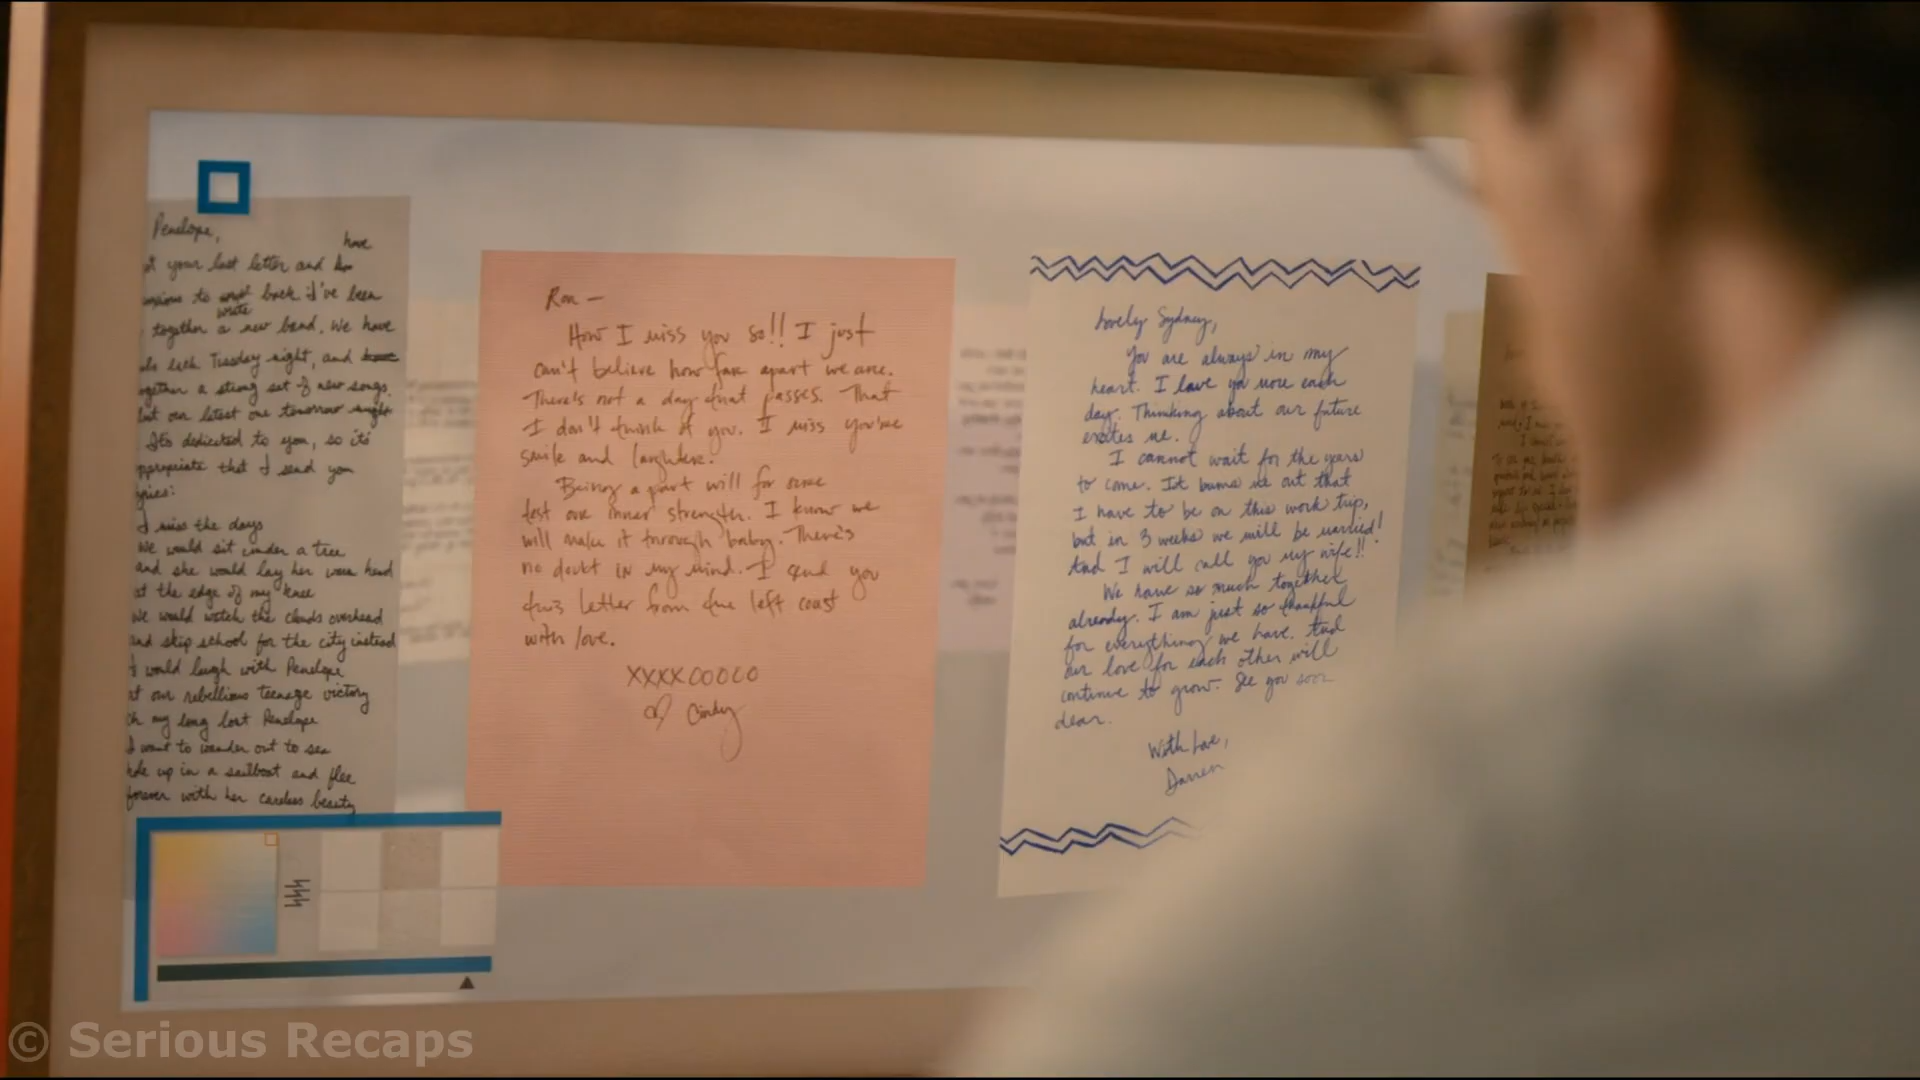 Penelope,
have
your last letter and
to back I've been
write
together a new band. We have
each Tuesday night, and
together a strong set of new songs.
our latest one tomorrow night
It's dedicated to you, so it's
that I send you
I miss the days
we would sit under a tree
and she would lay her worn head
at the edge of my knee
we would watch the clouds overhead
and skip school for the city instead
I would laugh with Penelope
at our rebellious teenage victory
my long lost Penelope
I want to wander out to sea
up in a sailboat and flee
forever with her careless beauty
Ron —
How I miss you so!! I just
can't believe how far apart we are.
There's not a day that passes. That
I don't think of you. I miss you're
smile and laughter.
Being a part will for sure
test our inner strength. I know we
will make it through baby. There's
no doubt IN my mind. I send you
this letter from the left coast
with love.
XXXXOOOOO
Cindy
Lovely Sydney,
You are always in my
heart. I love you more each
day. Thinking about our future
excites me.
I cannot wait for the years
to come. It bums me out that
I have to be on this work trip,
but in 3 weeks we will be married!
And I will call you my wife!!
We have so much together
already. I am just so thankful
for everything we have. And
our love for each other will
continue to grow. See you soon
dear.
With Love,
Darren
© Serious Recaps